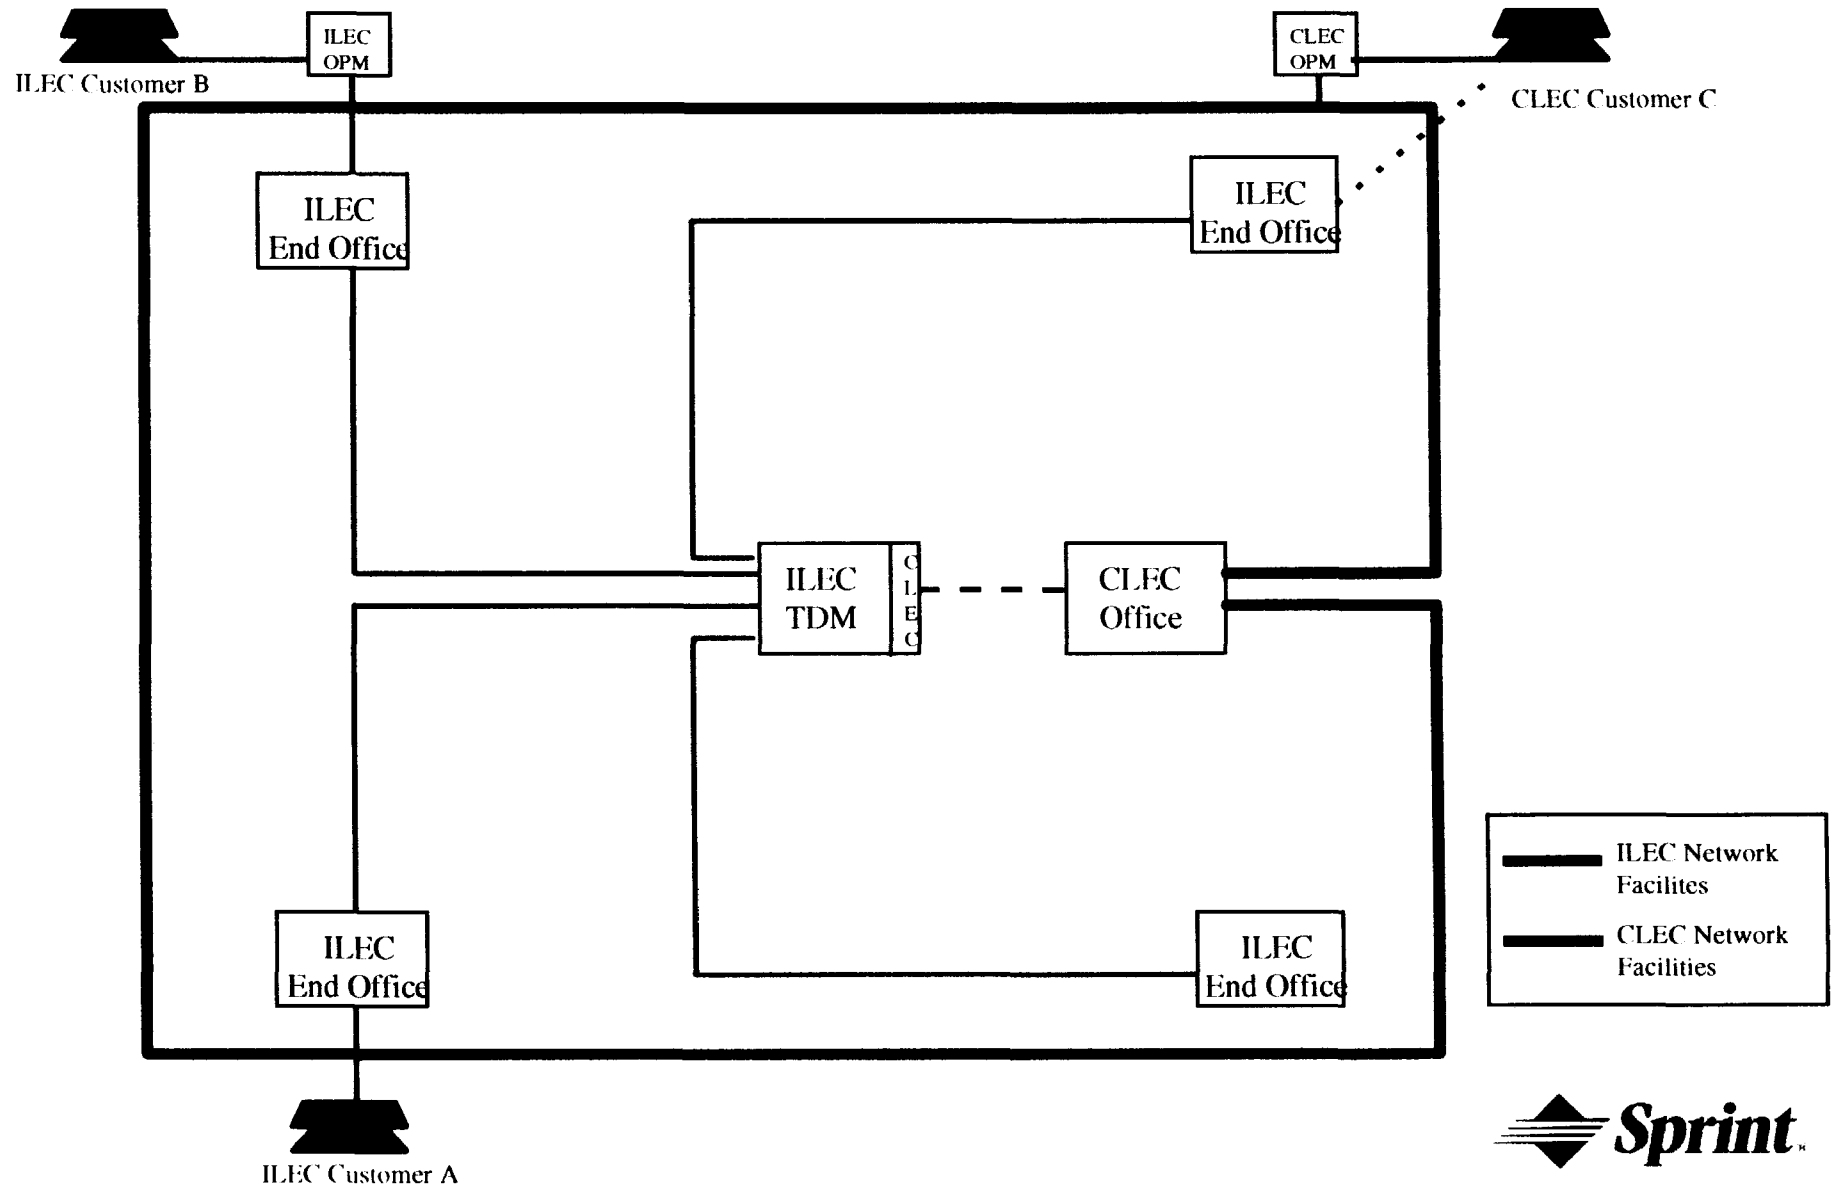 ILEC
OPM
CLEC
OPM
ILEC Customer B
CLEC Customer C
ILEC
End Office
ILEC
End Office
ILEC
TDM
C
L
E
C
CLEC
Office
ILEC Network
Facilites
CLEC Network
Facilities
ILEC
End Office
ILEC
End Office
Sprint
ILEC Customer A